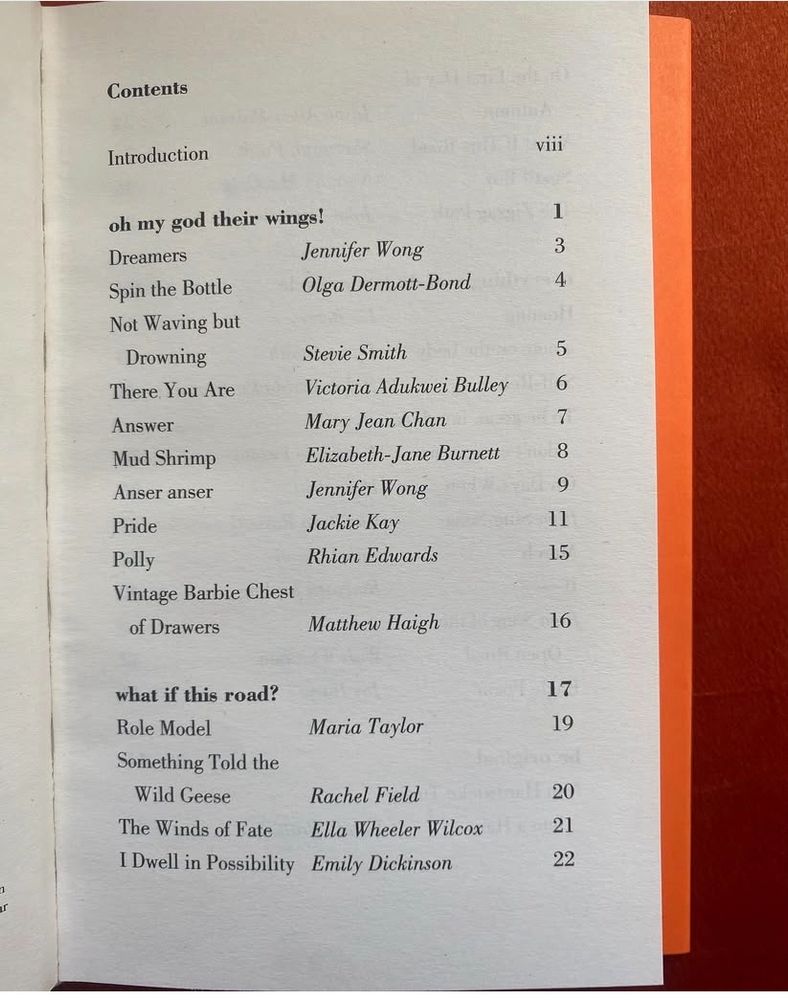 Contents
Introduction viii
oh my god their wings! 1
Dreamers Jennifer Wong 3
Spin the Bottle Olga Dermott-Bond 4
Not Waving but
Drowning Stevie Smith 5
There You Are Victoria Adukwei Bulley 6
Answer Mary Jean Chan 7
Mud Shrimp Elizabeth-Jane Burnett 8
Anser anser Jennifer Wong 9
Pride Jackie Kay 11
Polly Rhian Edwards 15
Vintage Barbie Chest
of Drawers Matthew Haigh 16
what if this road? 17
Role Model Maria Taylor 19
Something Told the
Wild Geese Rachel Field 20
The Winds of Fate Ella Wheeler Wilcox 21
I Dwell in Possibility Emily Dickinson 22